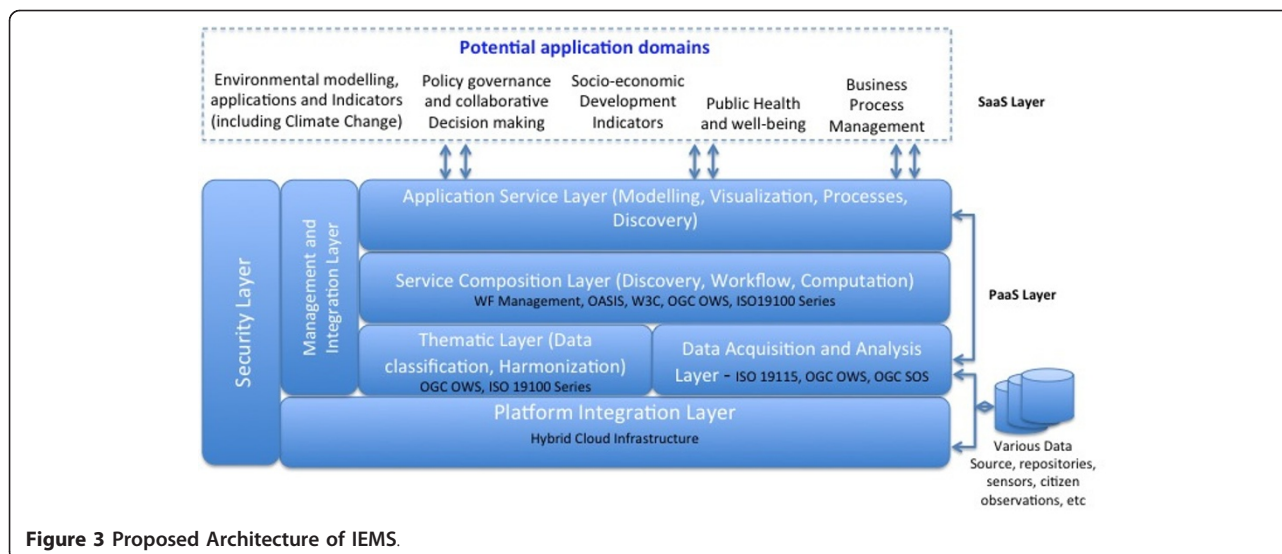 Potential application domains
Environmental modelling,
applications and Indicators
(including Climate Change)
Policy governance
and collaborative
Decision making
Socio-economic
Development
Indicators
Public Health
and well-being
Business
Process
Management
SaaS Layer
Security Layer
Management and
Integration Layer
Application Service Layer (Modelling, Visualization, Processes,
Discovery)
Service Composition Layer (Discovery, Workflow, Computation)
WF Management, OASIS, W3C, OGC OWS, ISO19100 Series
PaaS Layer
Thematic Layer (Data
classification, Harmonization)
OGC OWS, ISO 19100 Series
Data Acquisition and Analysis
Layer - ISO 19115, OGC OWS, OGC SOS
Platform Integration Layer
Hybrid Cloud Infrastructure
Various Data
Source, repositories,
sensors, citizen
observations, etc
Figure 3 Proposed Architecture of IEMS.